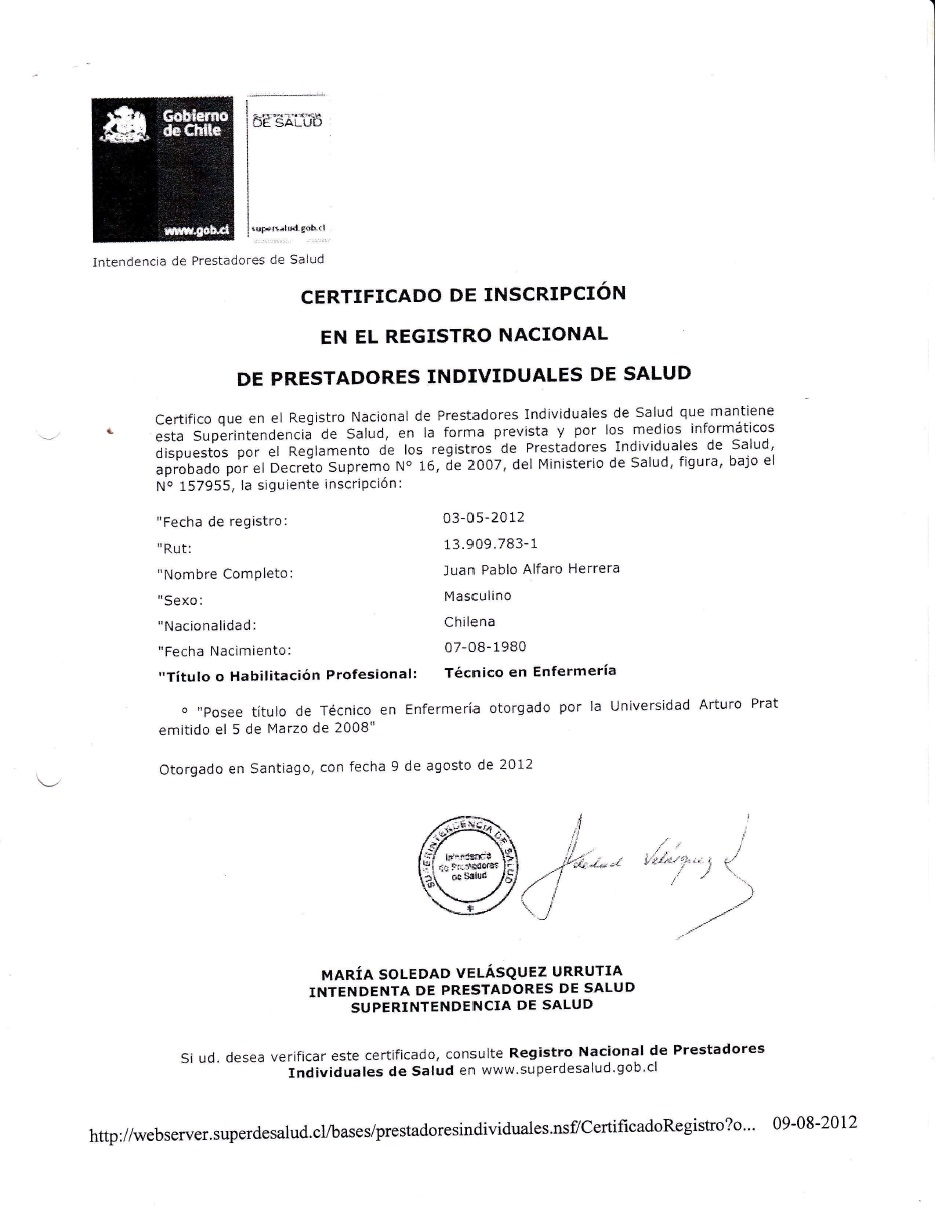 Gobierno
de Chile
www.gob.cl
DE SALUD
supersalud.gob.cl
Intendencia de Prestadores de Salud
CERTIFICADO DE INSCRIPCIÓN
EN EL REGISTRO NACIONAL
DE PRESTADORES INDIVIDUALES DE SALUD
Certifico que en el Registro Nacional de Prestadores Individuales de Salud que mantiene
esta Superintendencia de Salud, en la forma prevista y por los medios informáticos
dispuestos por el Reglamento de los registros de Prestadores Individuales de Salud,
aprobado por el Decreto Supremo Nº 16, de 2007, del Ministerio de Salud, figura, bajo el
Nº 157955, la siguiente inscripción:
"Fecha de registro: 03-05-2012
"Rut: 13.909.783-1
"Nombre Completo: Juan Pablo Alfaro Herrera
"Sexo: Masculino
"Nacionalidad: Chilena
"Fecha Nacimiento: 07-08-1980
"Título o Habilitación Profesional: Técnico en Enfermería
º "Posee título de Técnico en Enfermería otorgado por la Universidad Arturo Prat
emitido el 5 de Marzo de 2008"
Otorgado en Santiago, con fecha 9 de agosto de 2012
SUPERINTENDENCIA DE SALUD
Intendencia
de Prestadores
de Salud
Soledad Velásquez U
MARÍA SOLEDAD VELÁSQUEZ URRUTIA
INTENDENTA DE PRESTADORES DE SALUD
SUPERINTENDENCIA DE SALUD
Si ud. desea verificar este certificado, consulte Registro Nacional de Prestadores
Individuales de Salud en www.superdesalud.gob.cl
http://webserver.superdesalud.cl/bases/prestadoresindividuales.nsf/CertificadoRegistro?o... 09-08-2012